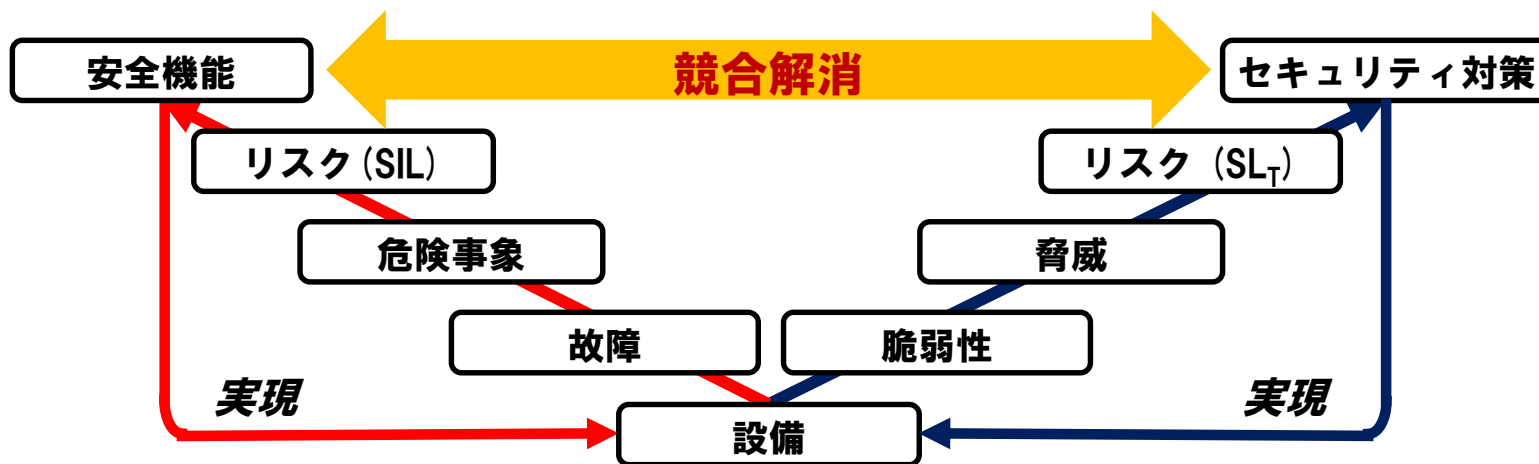 安全機能
競合解消
セキュリティ対策
リスク(SIL)
リスク (SL_T)
危険事象
脅威
故障
脆弱性
実現
実現
設備